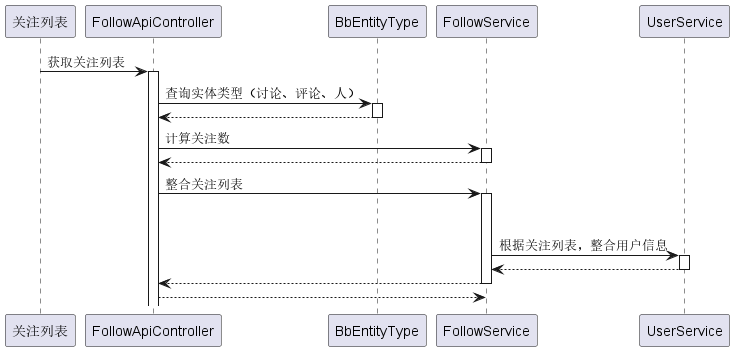 关注列表
FollowApiController
BbEntityType
FollowService
UserService
获取关注列表
查询实体类型（讨论、评论、人）
计算关注数
整合关注列表
根据关注列表，整合用户信息
关注列表
FollowApiController
BbEntityType
FollowService
UserService